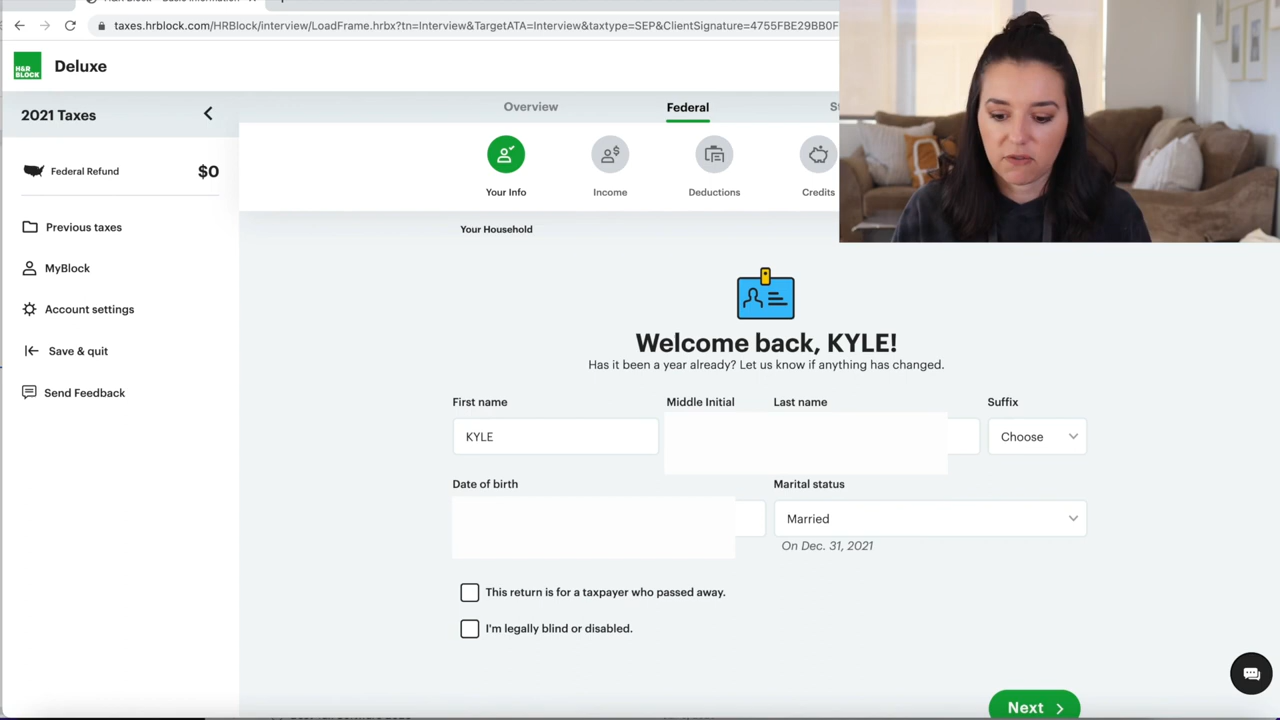 H&R Block - Basic Information
taxes.hrblock.com/HRBlock/interview/LoadFrame.hrbx?tn=Interview&TargetATA=Interview&taxtype=SEP&ClientSignature=4755FBE29BB0F
H&R
BLOCK
Deluxe
2021 Taxes
Overview
Federal
Federal Refund
$0
Your Info
Income
Deductions
Credits
Previous taxes
MyBlock
Account settings
Save & quit
Send Feedback
Your Household
Welcome back, KYLE!
Has it been a year already? Let us know if anything has changed.
First name
Middle Initial
Last name
Suffix
KYLE
Choose
Date of birth
Marital status
Married
On Dec. 31, 2021
This return is for a taxpayer who passed away.
I'm legally blind or disabled.
Next